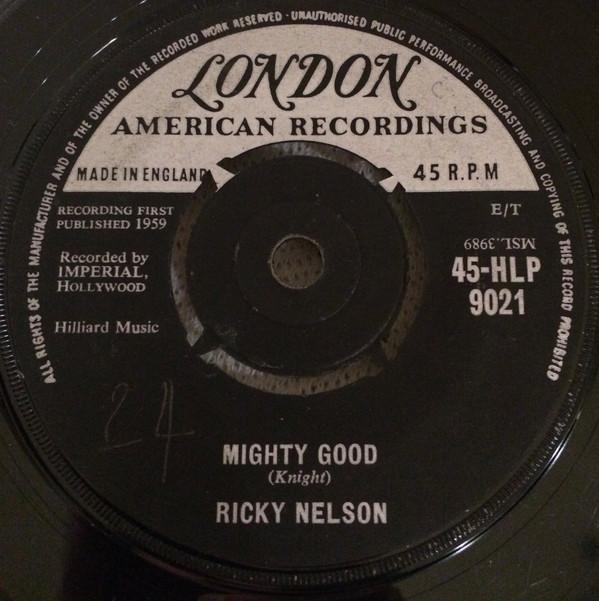 ALL RIGHTS OF THE MANUFACTURER AND OF THE OWNER OF THE RECORDED WORK RESERVED · UNAUTHORISED PUBLIC PERFORMANCE BROADCASTING AND COPYING OF THIS RECORD PROHIBITED
LONDON
AMERICAN RECORDINGS
MADE IN ENGLAND
45 R.P.M
RECORDING FIRST
PUBLISHED 1959
E/T
Recorded by
IMPERIAL,
HOLLYWOOD
MSL.3989
45-HLP
9021
Hilliard Music
24
MIGHTY GOOD
(Knight)
RICKY NELSON